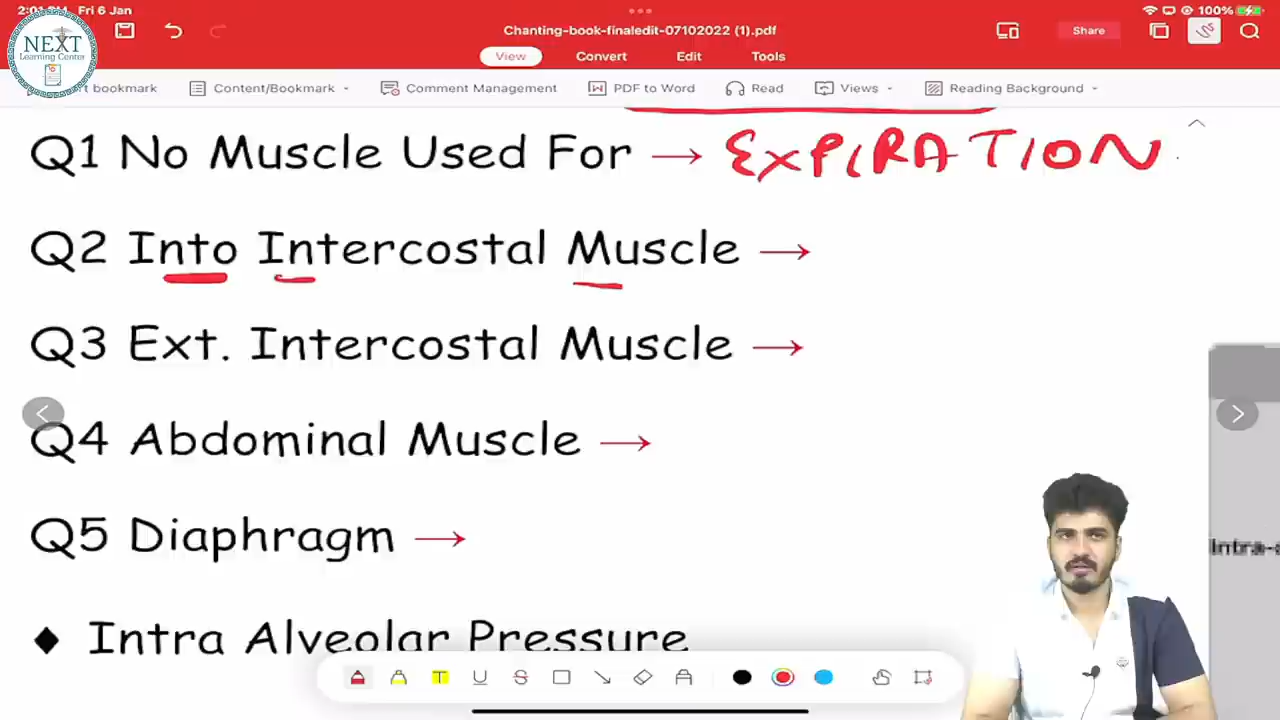 2:01 PM Fri 6 Jan
100%
NEXT
Learning Center
Chanting-book-finaledit-07102022 (1).pdf
Share
View Convert Edit Tools
bookmark Content/Bookmark Comment Management PDF to Word Read Views Reading Background
Q1 No Muscle Used For → EXPIRATION
Q2 Into Intercostal Muscle →
Q3 Ext. Intercostal Muscle →
Q4 Abdominal Muscle →
Q5 Diaphragm →
Intra-
◆ Intra Alveolar Pressure